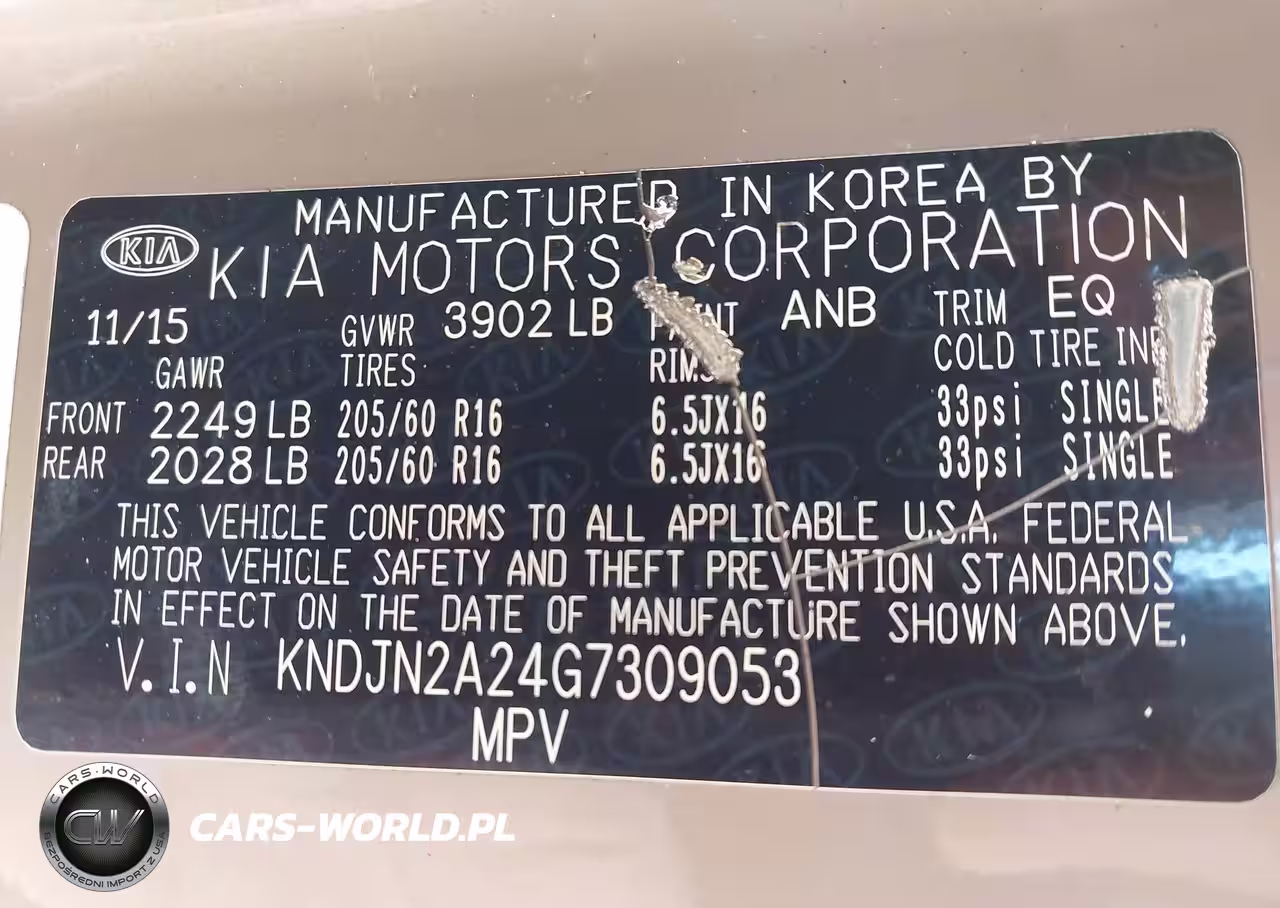 MANUFACTURED IN KOREA BY
KIA KIA MOTORS CORPORATION
11/15 GVWR 3902 LB PAINT ANB TRIM EQ
GAWR TIRES RIMS COLD TIRE
FRONT 2249 LB 205/60 R16 6.5JX16 33psi SINGLE
REAR 2028 LB 205/60 R16 6.5JX16 33psi SINGLE
THIS VEHICLE CONFORMS TO ALL APPLICABLE U.S.A. FEDERAL
MOTOR VEHICLE SAFETY AND THEFT PREVENTION STANDARDS
IN EFFECT ON THE DATE OF MANUFACTURE SHOWN ABOVE.
V.I.N KNDJN2A24G7309053
MPV
CARS-WORLD
CW
BEZPOŚREDNI IMPORT Z USA
CARS-WORLD.PL